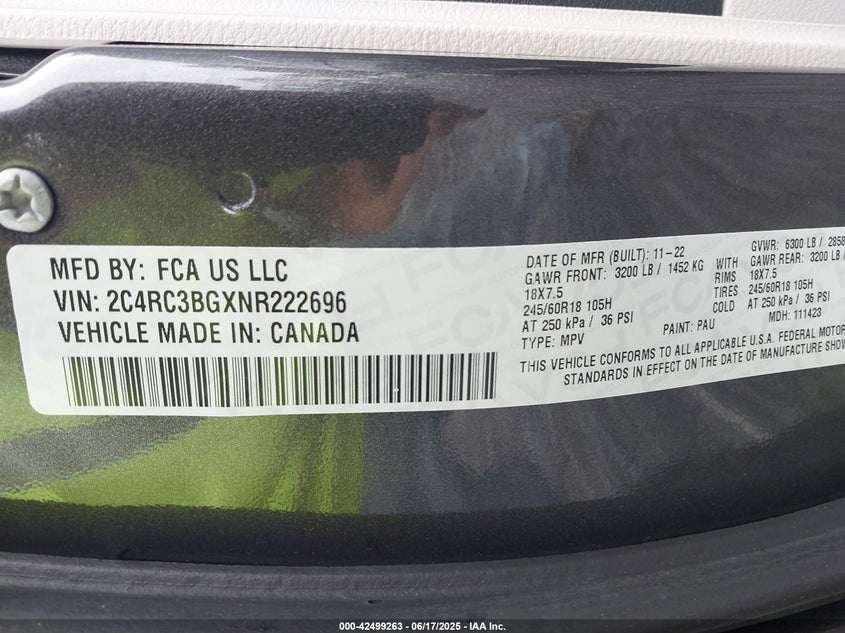 MFD BY: FCA US LLC
VIN: 2C4RC3BGXNR222696
VEHICLE MADE IN: CANADA
DATE OF MFR (BUILT): 11-22
GVWR: 6300 LB / 2858
GAWR FRONT: 3200 LB / 1452 KG WITH GAWR REAR: 3200 LB /
18X7.5 RIMS 18X7.5
245/60R18 105H TIRES 245/60R18 105H
AT 250 kPa / 36 PSI COLD AT 250 kPa / 36 PSI
TYPE: MPV PAINT: PAU MDH: 111423
THIS VEHICLE CONFORMS TO ALL APPLICABLE U.S.A. FEDERAL MOTOR
STANDARDS IN EFFECT ON THE DATE OF MANUFACTURE SHOW
000-42499263 - 06/17/2025 - IAA Inc.